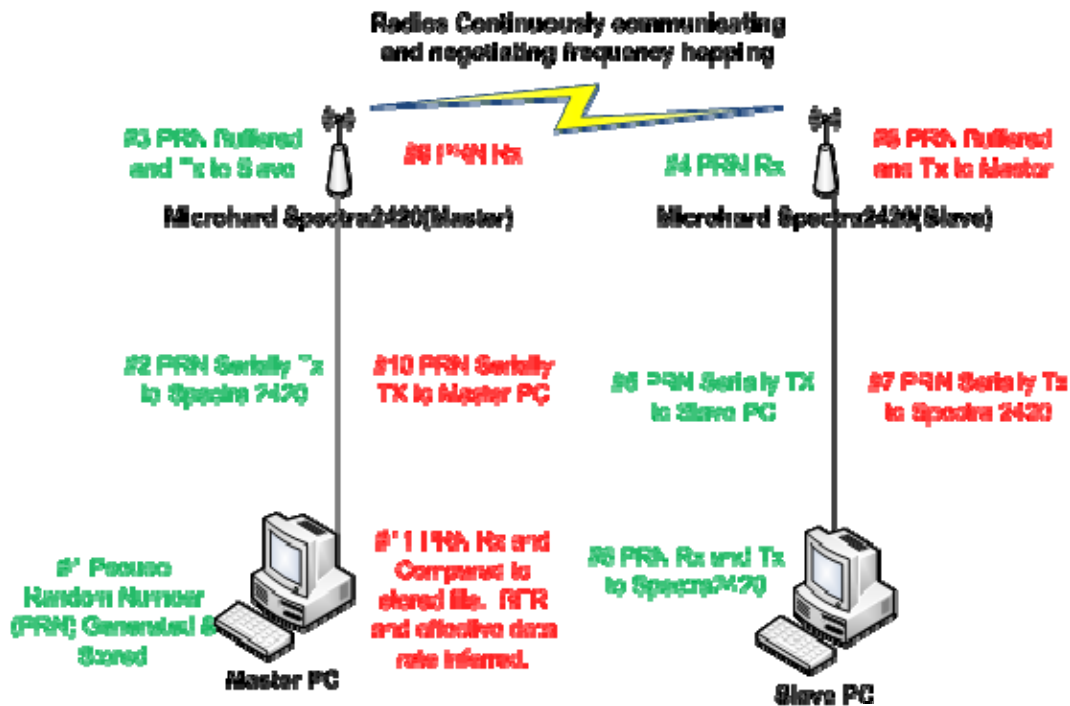 Radios Continuously communicating
and negotiating frequency hopping
#3 PRN Buffered
and Tx to Slave
#9 PRN Rx
#4 PRN Rx
PRN Buffered
and Tx to Master
Microhard Spectra2420(Master)
Microhard Spectra2420(Slave)
#2 PRN Serially Tx
to Spectra 2420
#10 PRN Serially
TX to Master PC
PRN Serially TX
to Slave PC
#7 PRN Serially Tx
to Spectra 2420
#1
Random Number
(PRN) Generated &
Stored
#11 PRN Rx and
Compared to
stored file. BER
and effective data
rate inferred.
PRN Rx and Tx
to Spectra2420
Master PC
Slave PC